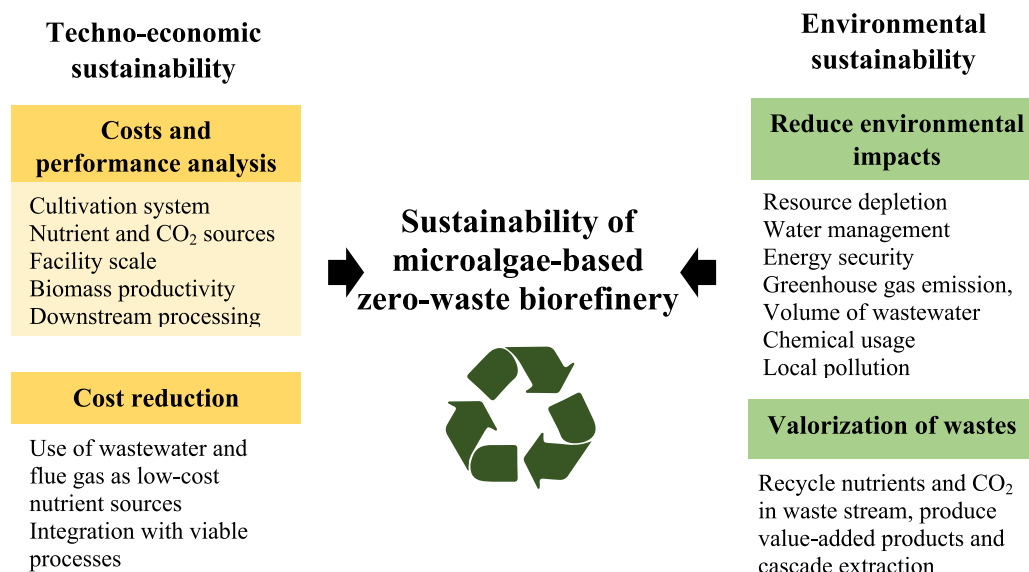 Techno-economic
sustainability
Costs and
performance analysis
Cultivation system
Nutrient and CO₂ sources
Facility scale
Biomass productivity
Downstream processing
Cost reduction
Use of wastewater and
flue gas as low-cost
nutrient sources
Integration with viable
processes
Sustainability of
microalgae-based
zero-waste biorefinery
Environmental
sustainability
Reduce environmental
impacts
Resource depletion
Water management
Energy security
Greenhouse gas emission,
Volume of wastewater
Chemical usage
Local pollution
Valorization of wastes
Recycle nutrients and CO₂
in waste stream, produce
value-added products and
cascade extraction